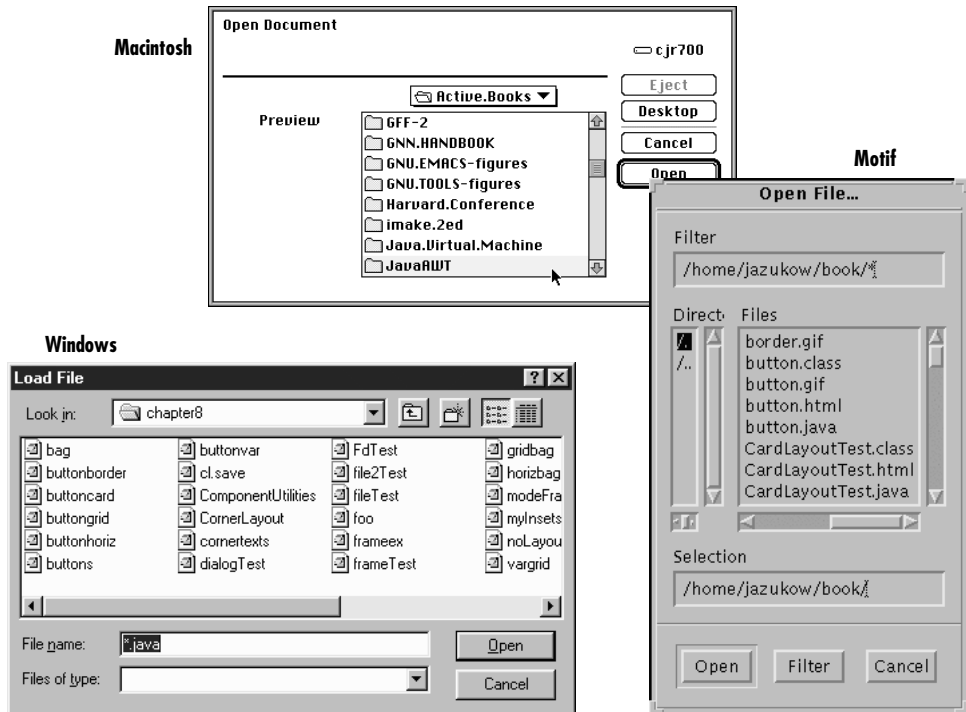 Macintosh
Open Document
cjr700
Active.Books
Eject
Desktop
Cancel
Open
Preview
GFF-2
GNN.HANDBOOK
GNU.EMACS-figures
GNU.TOOLS-figures
Harvard.Conference
imake.2ed
Java.Virtual.Machine
JavaAWT
Motif
Open File...
Filter
/home/jazukow/book/*
Direct Files
/. border.gif
/.. button.class
button.gif
button.html
button.java
CardLayoutTest.class
CardLayoutTest.html
CardLayoutTest.java
Selection
/home/jazukow/book/
Open Filter Cancel
Windows
Load File
Look in: chapter8
bag buttonvar FdTest gridbag
buttonborder cl.save file2Test horizbag
buttoncard ComponentUtilities fileTest modeFra
buttongrid CornerLayout foo myInsets
buttonhoriz cornertexts frameex noLayou
buttons dialogTest frameTest vargrid
File name: *.java Open
Files of type: Cancel